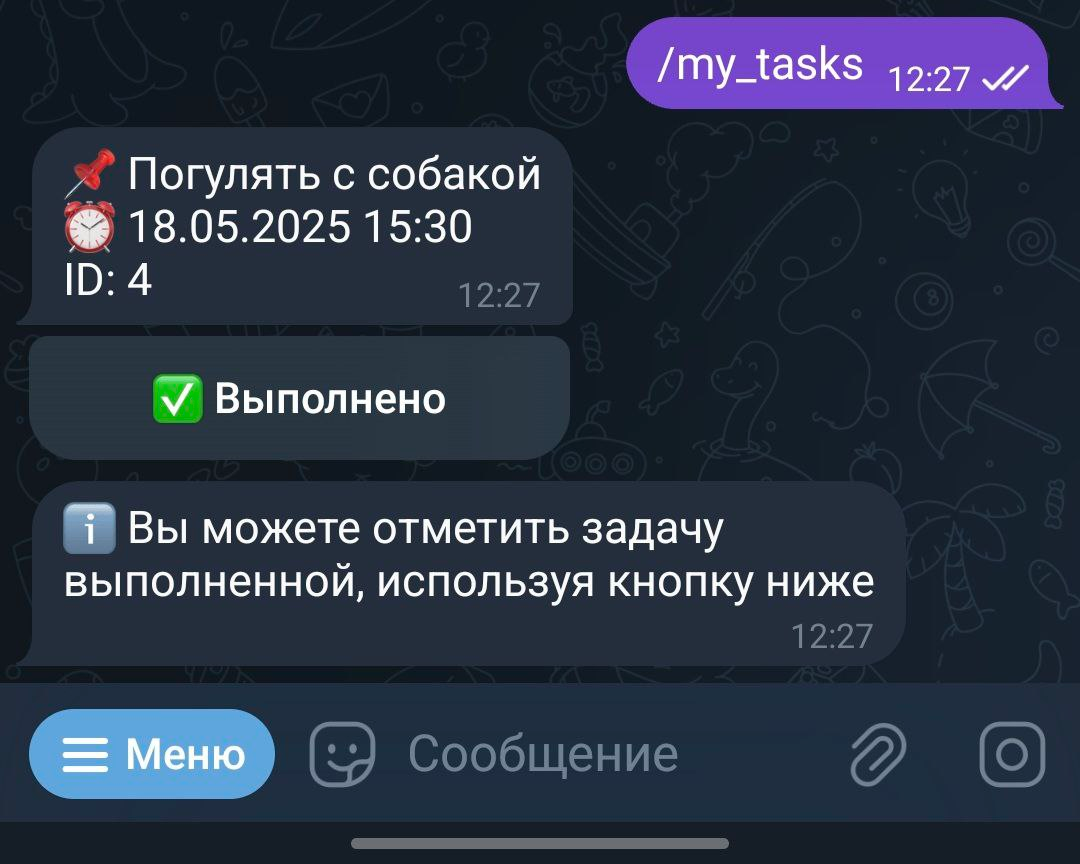 /my_tasks 12:27
📌 Погулять с собакой
⏰ 18.05.2025 15:30
ID: 4 12:27
✅ Выполнено
ℹ️ Вы можете отметить задачу
выполненной, используя кнопку ниже
12:27
Меню Сообщение